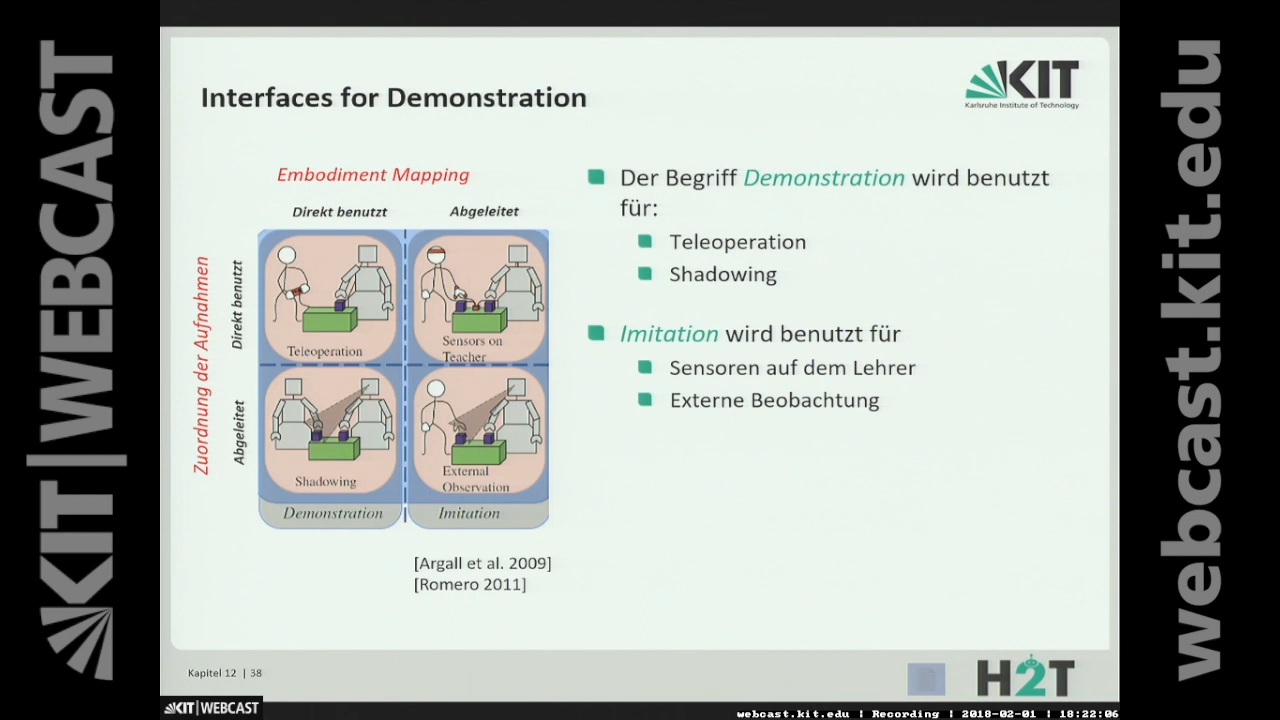 KIT|WEBCAST
webcast.kit.edu
KIT
Karlsruhe Institute of Technology
Interfaces for Demonstration
Embodiment Mapping
Direkt benutzt
Abgeleitet
Zuordnung der Aufnahmen
Direkt benutzt
Abgeleitet
Teleoperation
Sensors on
Teacher
Shadowing
External
Observation
Demonstration
Imitation
[Argall et al. 2009]
[Romero 2011]
Der Begriff Demonstration wird benutzt
für:
Teleoperation
Shadowing
Imitation wird benutzt für
Sensoren auf dem Lehrer
Externe Beobachtung
Kapitel 12 | 38
H2T
KIT|WEBCAST
webcast.kit.edu | Recording | 2018-02-01 | 18:22:06